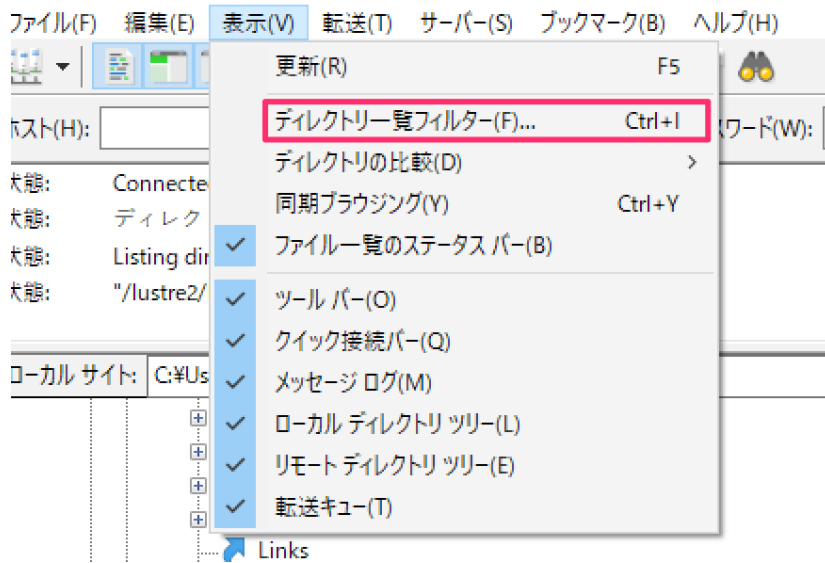 ファイル(F) 編集(E) 表示(V) 転送(T) サーバー(S) ブックマーク(B) ヘルプ(H)
更新(R) F5
ホスト(H):
ディレクトリ一覧フィルター(F)... Ctrl+I
スワード(W):
ディレクトリの比較(D)
状態: Connected
同期ブラウジング(Y) Ctrl+Y
状態: ディレク
ファイル一覧のステータス バー(B)
状態: Listing dir
状態: "/lustre2/
ツール バー(O)
クイック接続バー(Q)
ローカル サイト: C:¥Us
メッセージ ログ(M)
ローカル ディレクトリ ツリー(L)
リモート ディレクトリ ツリー(E)
転送キュー(T)
Links